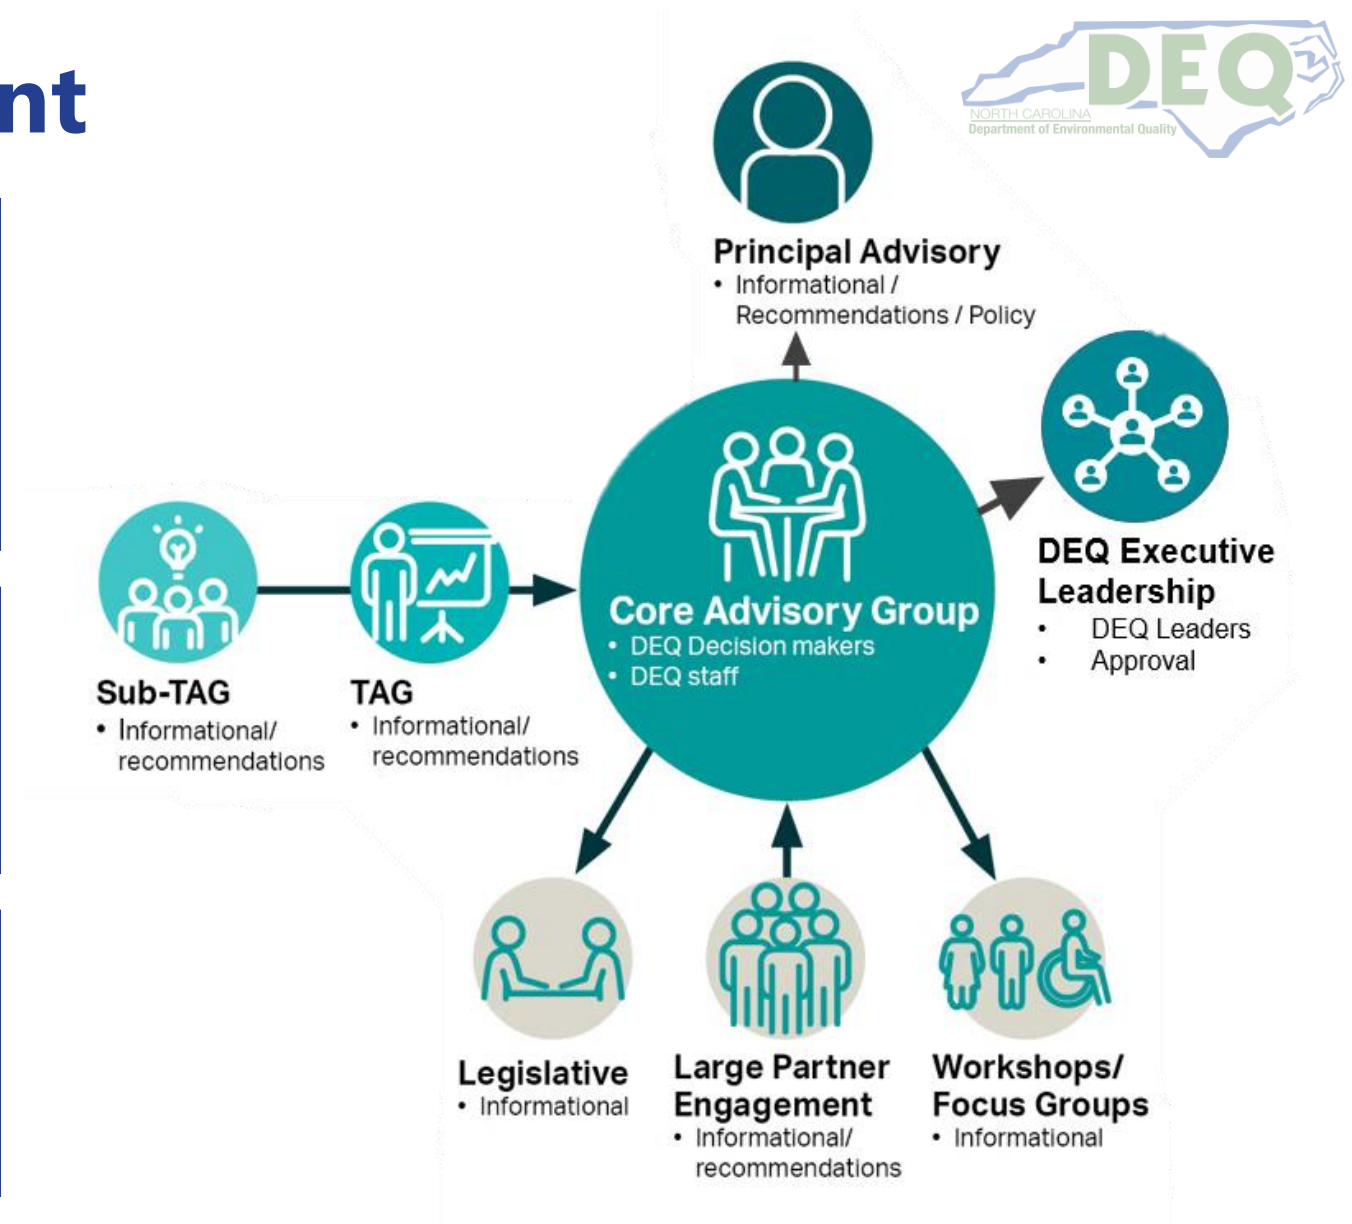 nt
DEQ
NORTH CAROLINA
Department of Environmental Quality
Principal Advisory
• Informational /
Recommendations / Policy
DEQ Executive
Leadership
• DEQ Leaders
• Approval
Core Advisory Group
• DEQ Decision makers
• DEQ staff
Sub-TAG
• Informational/
recommendations
TAG
• Informational/
recommendations
Legislative
• Informational
Large Partner
Engagement
• Informational/
recommendations
Workshops/
Focus Groups
• Informational